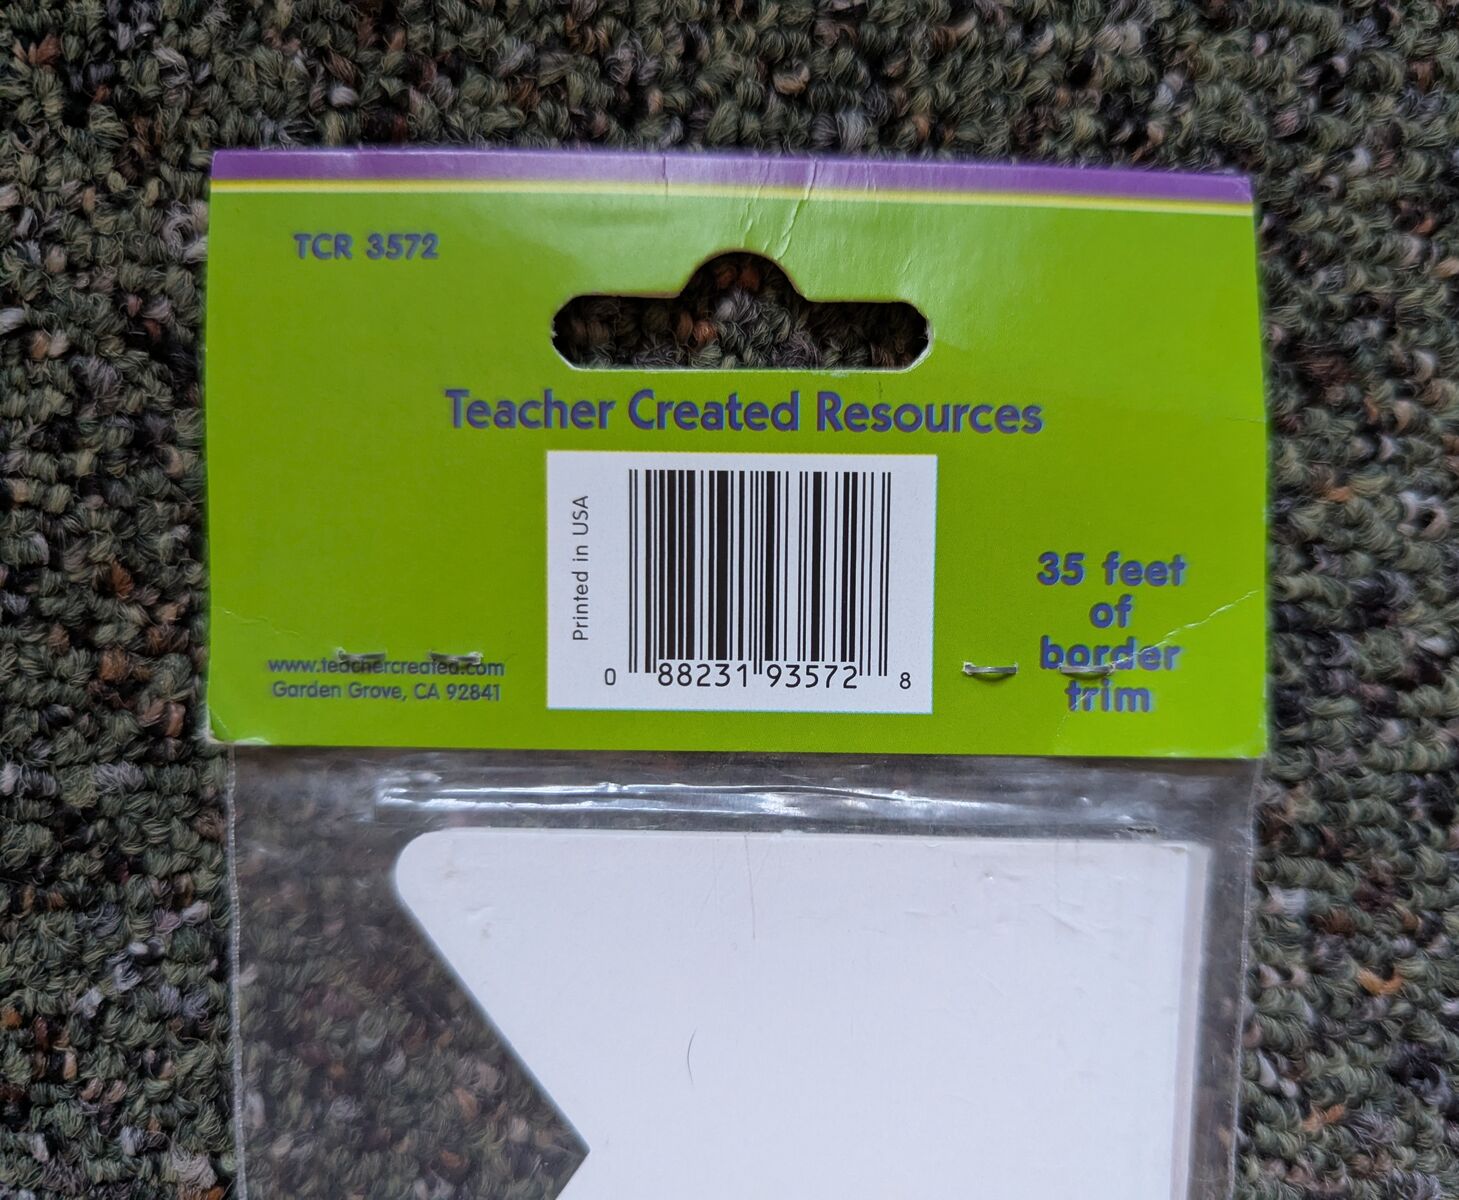 TCR 3572
Teacher Created Resources
Printed in USA
0 88231 93572 8
35 feet
of
border
trim
www.teachercreated.com
Garden Grove, CA 92841